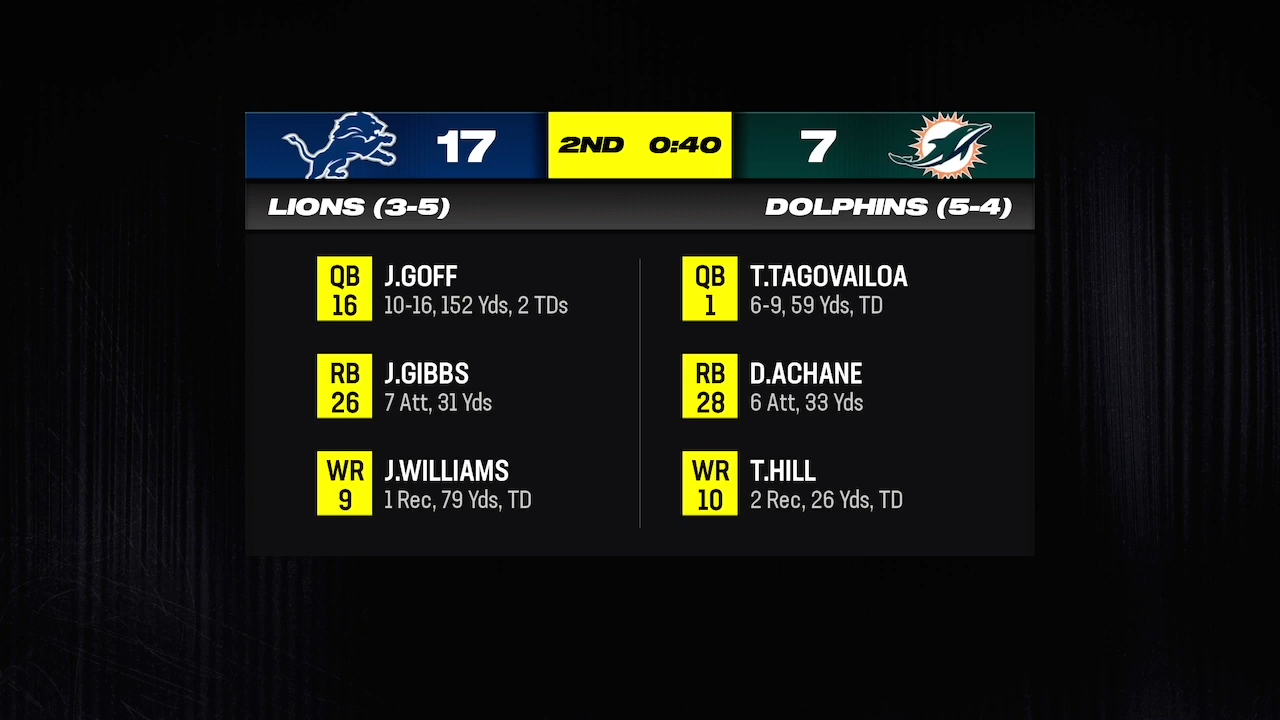 17 2ND 0:40 7
LIONS (3-5) DOLPHINS (5-4)
QB 16
J.GOFF
10-16, 152 Yds, 2 TDs
RB 26
J.GIBBS
7 Att, 31 Yds
WR 9
J.WILLIAMS
1 Rec, 79 Yds, TD
QB 1
T.TAGOVAILOA
6-9, 59 Yds, TD
RB 28
D.ACHANE
6 Att, 33 Yds
WR 10
T.HILL
2 Rec, 26 Yds, TD